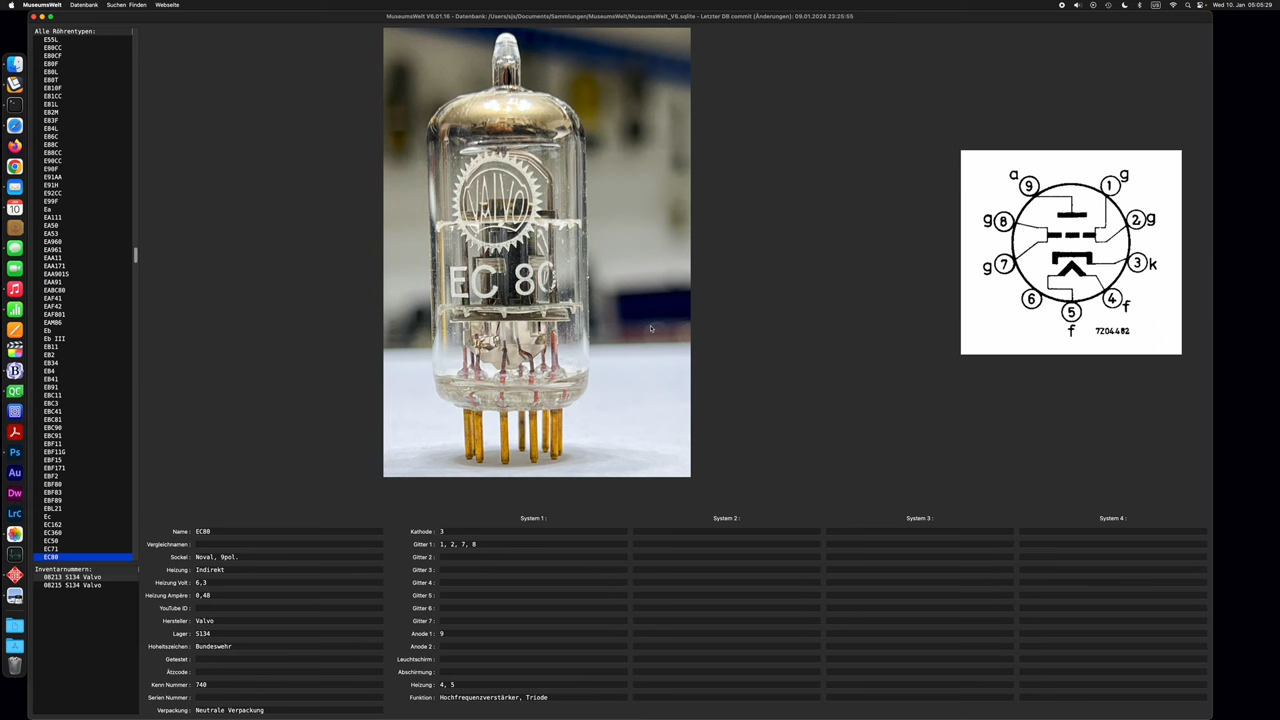 MuseumsWelt Datenbank Suchen Finden Webseite
US
Wed 10. Jan. 05:05:29
MuseumsWelt V6.01.16 - Datenbank: /Users/sjs/Documents/Sammlungen/MuseumsWelt/MuseumsWelt_V6.sqlite - Letzter DB commit (Änderungen): 09.01.2024 23:25:55
Alle Röhrentypen:
E55L
E80CC
E80CF
E80F
E80L
E80T
E810F
E81CC
E81L
E82M
E83F
E84L
E86C
E88C
E88CC
E90CC
E90F
E91AA
E91H
E92CC
E99F
Ea
EA111
EA50
EA53
EA960
EA961
EAA11
EAA171
EAA901S
EAA91
EABC80
EAF41
EAF42
EAF801
EAM86
Eb
Eb III
EB11
EB2
EB34
EB4
EB41
EB91
EBC11
EBC3
EBC41
EBC81
EBC90
EBC91
EBF11
EBF11G
EBF15
EBF171
EBF2
EBF80
EBF83
EBF89
EBL21
Ec
EC162
EC360
EC50
EC71
EC80
Inventarnummern:
08213 S134 Valvo
08215 S134 Valvo
10
QC
Ps
Au
Dw
LrC
VALVO
EC 80
a 9 1 g
g 8 2 g
g 7 3 k
6 4 f
5
f 7Z04482
System 1 : System 2 : System 3 : System 4 :
Name : EC80 Kathode : 3
Vergleichnamen : Gitter 1 : 1, 2, 7, 8
Sockel : Noval, 9pol. Gitter 2 :
Heizung : Indirekt Gitter 3 :
Heizung Volt : 6,3 Gitter 4 :
Heizung Ampère : 0,48 Gitter 5 :
YouTube ID : Gitter 6 :
Hersteller : Valvo Gitter 7 :
Lager : S134 Anode 1 : 9
Hoheitszeichen : Bundeswehr Anode 2 :
Getestet : Leuchtschirm :
Ätzcode : Abschirmung :
Kenn Nummer : 740 Heizung : 4, 5
Serien Nummer : Funktion : Hochfrequenzverstärker, Triode
Verpackung : Neutrale Verpackung